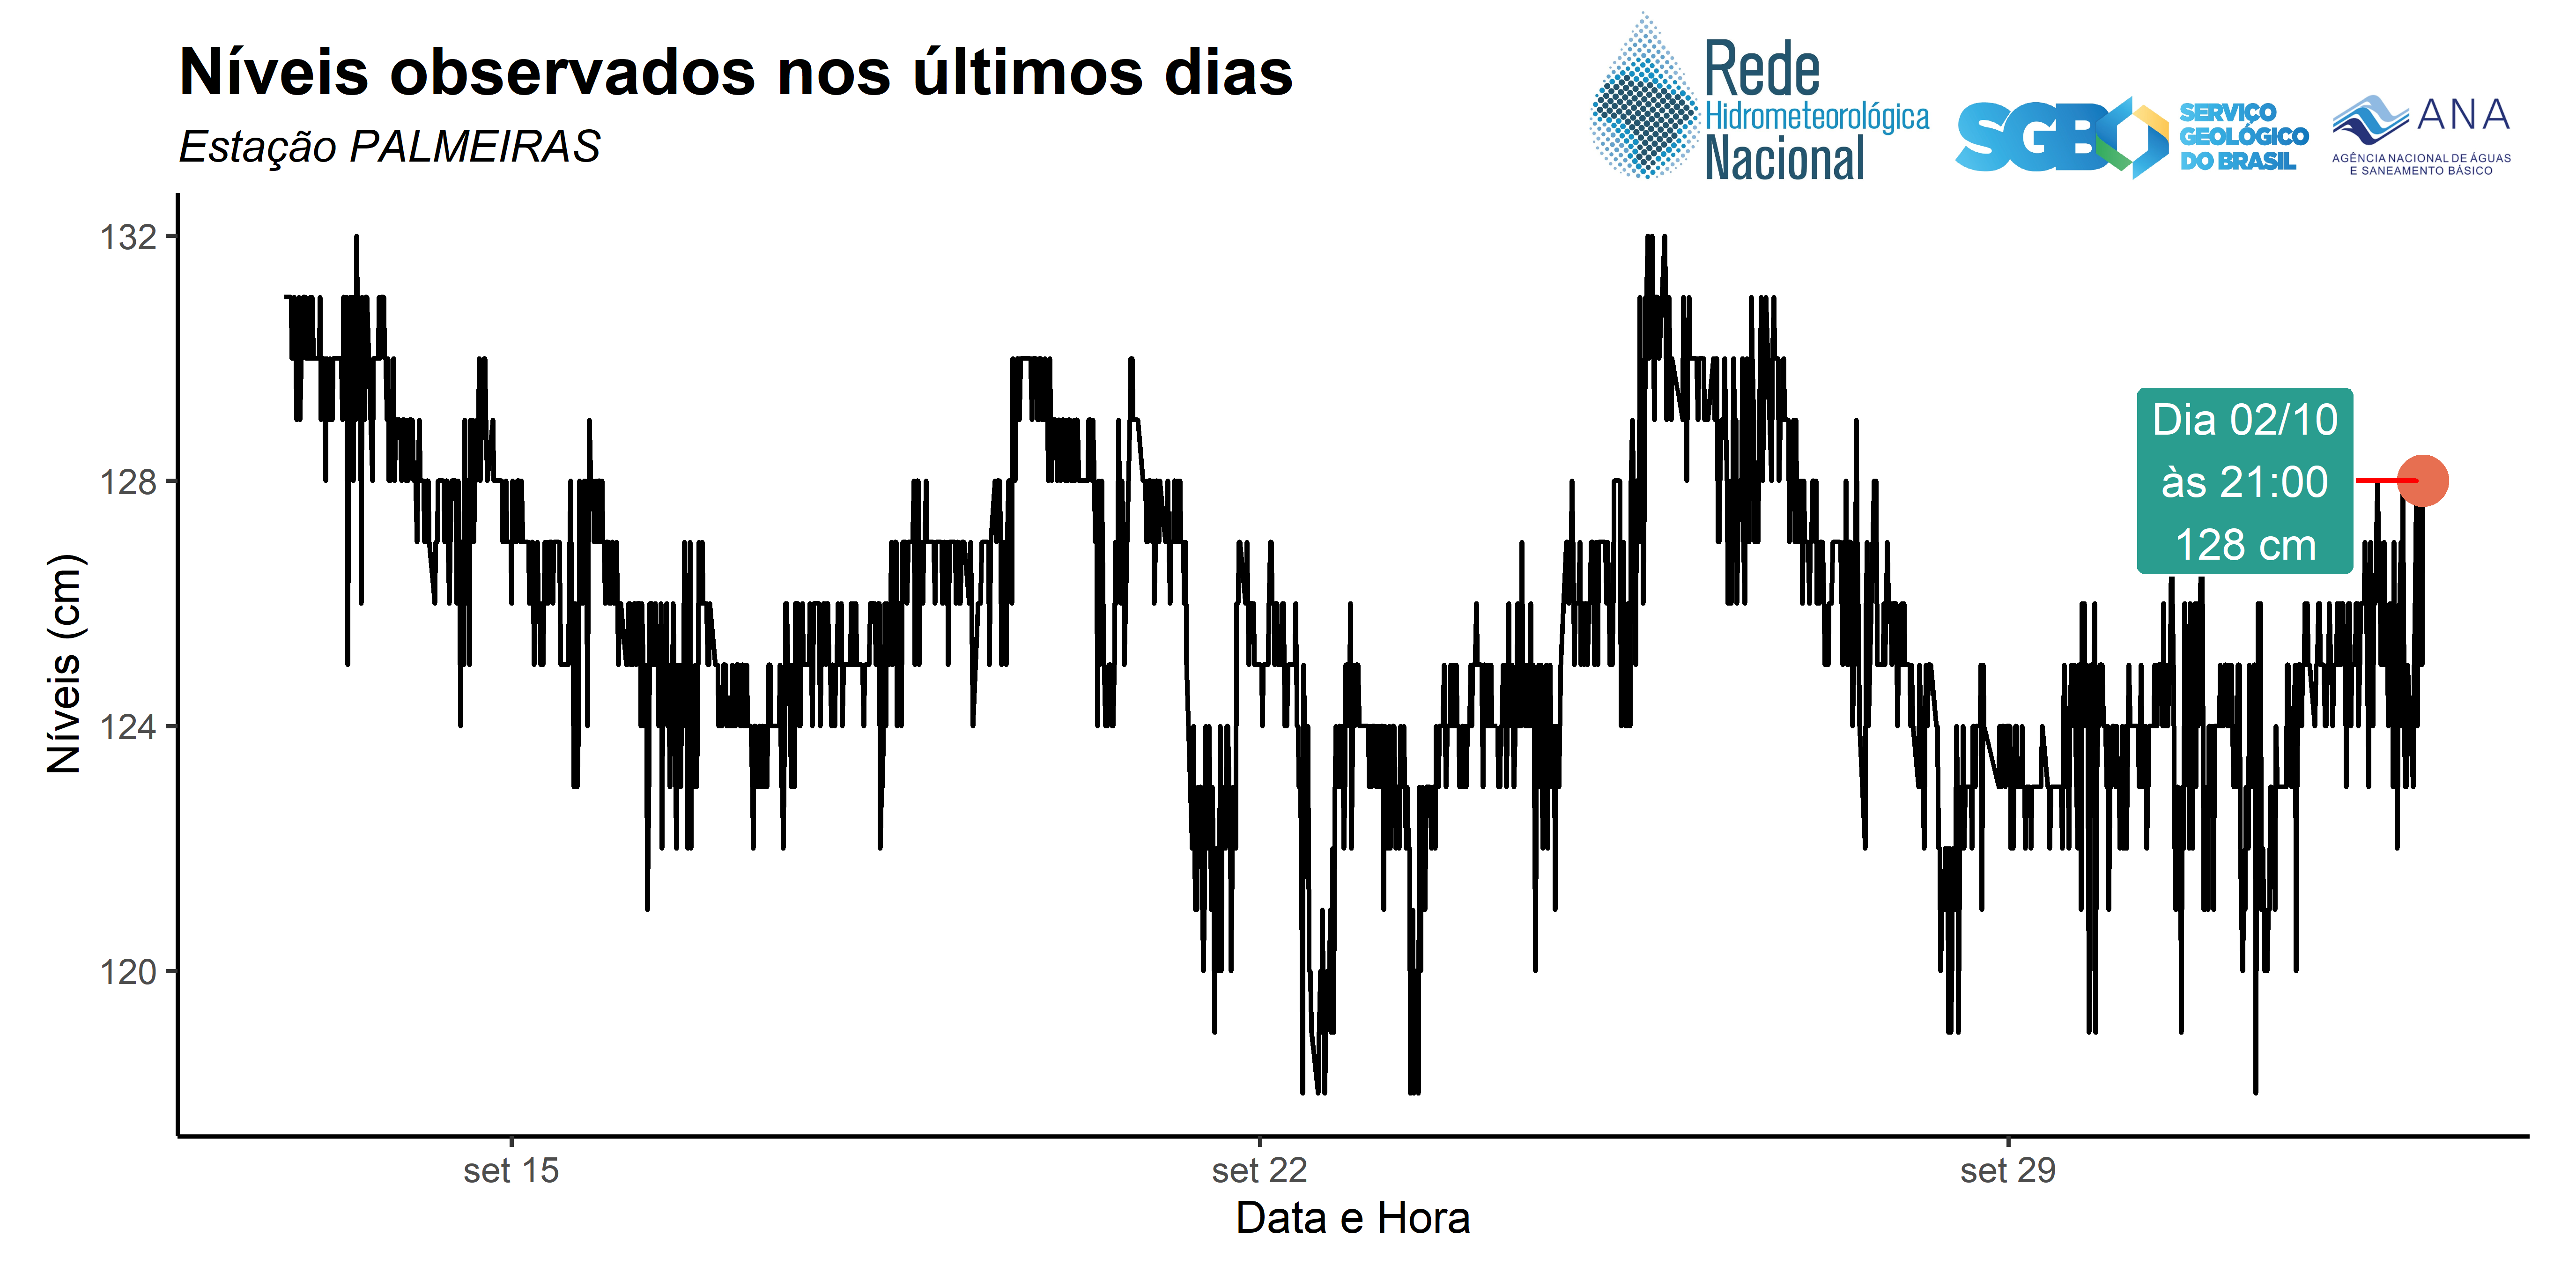 Níveis observados nos últimos dias
Estação PALMEIRAS
Rede
Hidrometeorológica
Nacional
SGB
SERVIÇO
GEOLÓGICO
DO BRASIL
ANA
AGÊNCIA NACIONAL DE ÁGUAS
E SANEAMENTO BÁSICO
Níveis (cm)
132
128
124
120
Dia 02/10
às 21:00
128 cm
set 15
set 22
set 29
Data e Hora